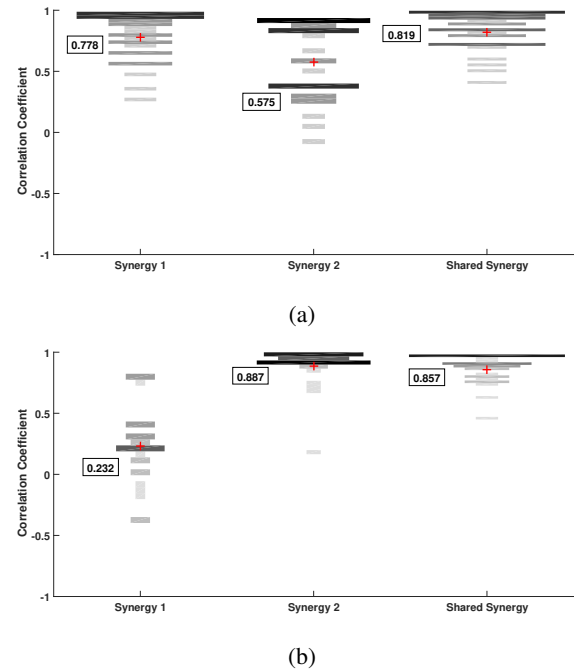 1
0.819
0.778
0.5
0.575
0
-0.5
-1
Correlation Coefficient
Synergy 1 Synergy 2 Shared Synergy
(a)
1
0.887
0.857
0.5
0.232
0
-0.5
-1
Correlation Coefficient
Synergy 1 Synergy 2 Shared Synergy
(b)